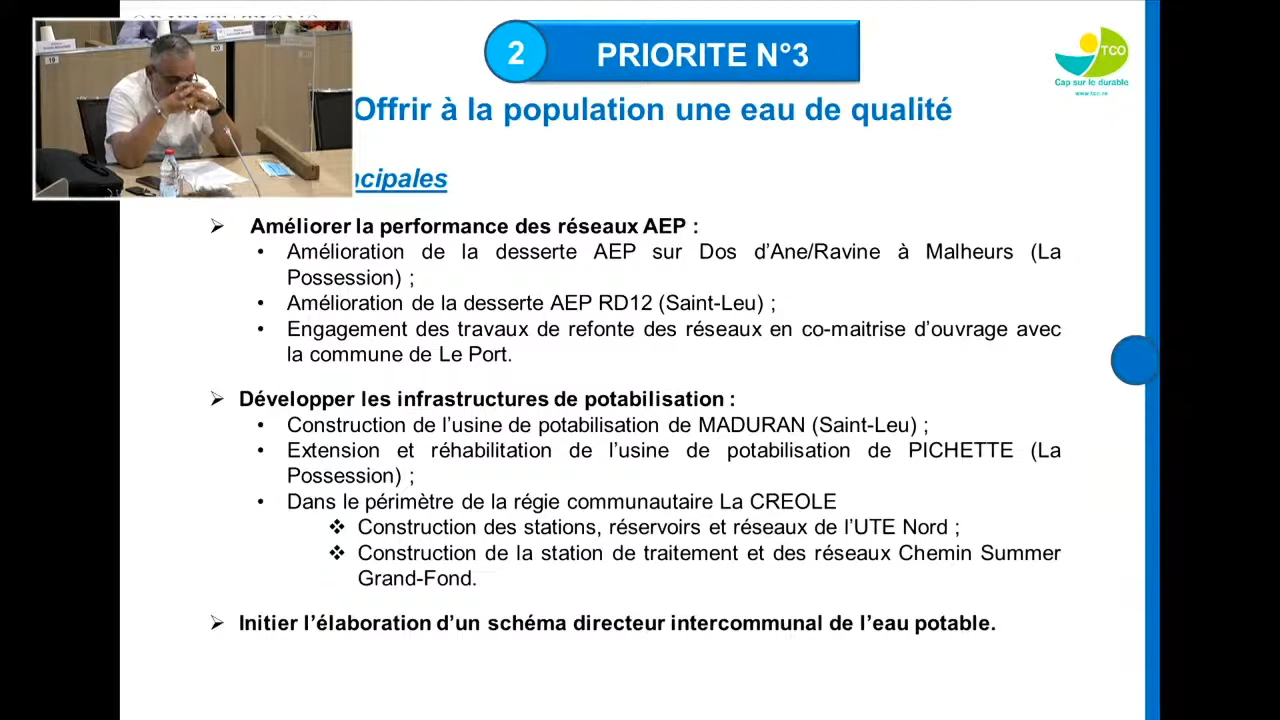 2
PRIORITE N°3
TCO
Cap sur le durable
www.tco.re
Offrir à la population une eau de qualité
ncipales
19
20
➢ Améliorer la performance des réseaux AEP :
• Amélioration de la desserte AEP sur Dos d’Ane/Ravine à Malheurs (La
Possession) ;
• Amélioration de la desserte AEP RD12 (Saint-Leu) ;
• Engagement des travaux de refonte des réseaux en co-maitrise d’ouvrage avec
la commune de Le Port.
➢ Développer les infrastructures de potabilisation :
• Construction de l’usine de potabilisation de MADURAN (Saint-Leu) ;
• Extension et réhabilitation de l’usine de potabilisation de PICHETTE (La
Possession) ;
• Dans le périmètre de la régie communautaire La CREOLE
❖ Construction des stations, réservoirs et réseaux de l’UTE Nord ;
❖ Construction de la station de traitement et des réseaux Chemin Summer
Grand-Fond.
➢ Initier l’élaboration d’un schéma directeur intercommunal de l’eau potable.